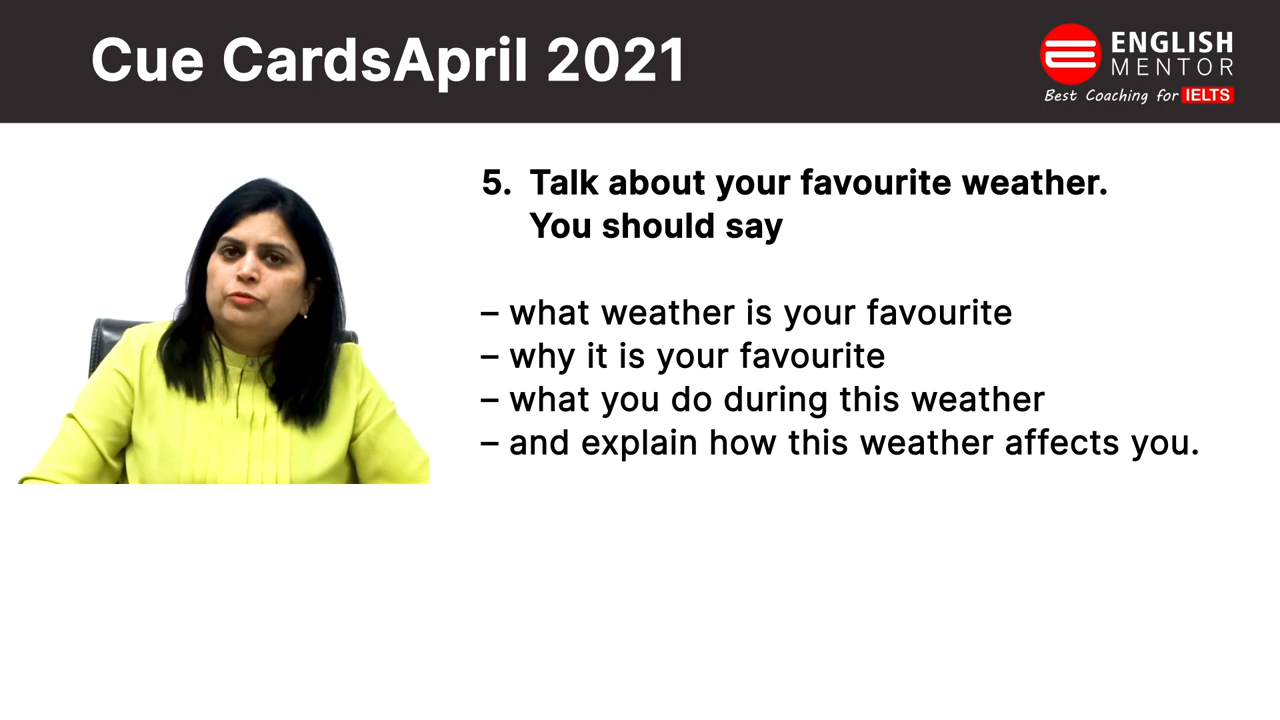 Cue CardsApril 2021
ENGLISH
MENTOR
Best Coaching for IELTS
5. Talk about your favourite weather.
You should say
– what weather is your favourite
– why it is your favourite
– what you do during this weather
– and explain how this weather affects you.